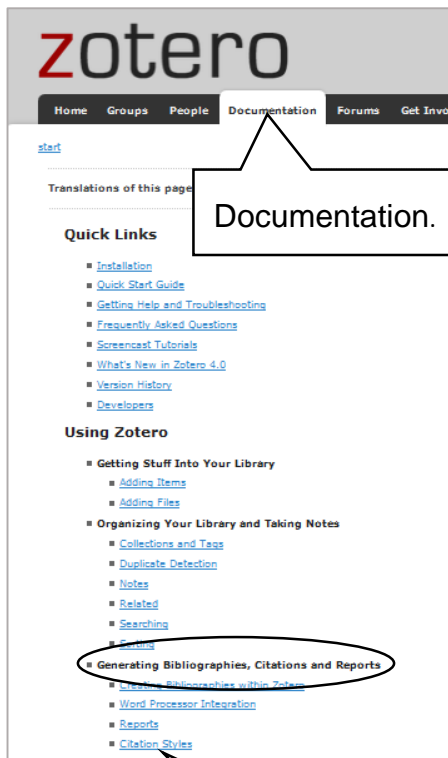 zotero
Home Groups People Documentation Forums Get Invo
start
Translations of this page
Documentation.
Quick Links
Installation
Quick Start Guide
Getting Help and Troubleshooting
Frequently Asked Questions
Screencast Tutorials
What's New in Zotero 4.0
Version History
Developers
Using Zotero
Getting Stuff Into Your Library
Adding Items
Adding Files
Organizing Your Library and Taking Notes
Collections and Tags
Duplicate Detection
Notes
Related
Searching
Sorting
Generating Bibliographies, Citations and Reports
Creating Bibliographies within Zotero
Word Processor Integration
Reports
Citation Styles